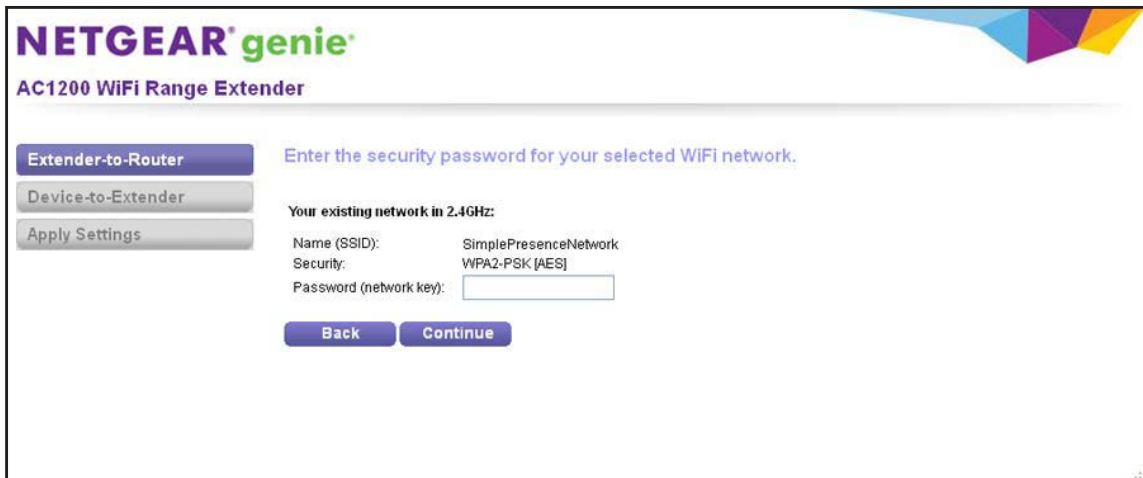 NETGEAR® genie®
AC1200 WiFi Range Extender
Extender-to-Router
Device-to-Extender
Apply Settings
Enter the security password for your selected WiFi network.
Your existing network in 2.4GHz:
Name (SSID): SimplePresenceNetwork
Security: WPA2-PSK [AES]
Password (network key):
Back Continue